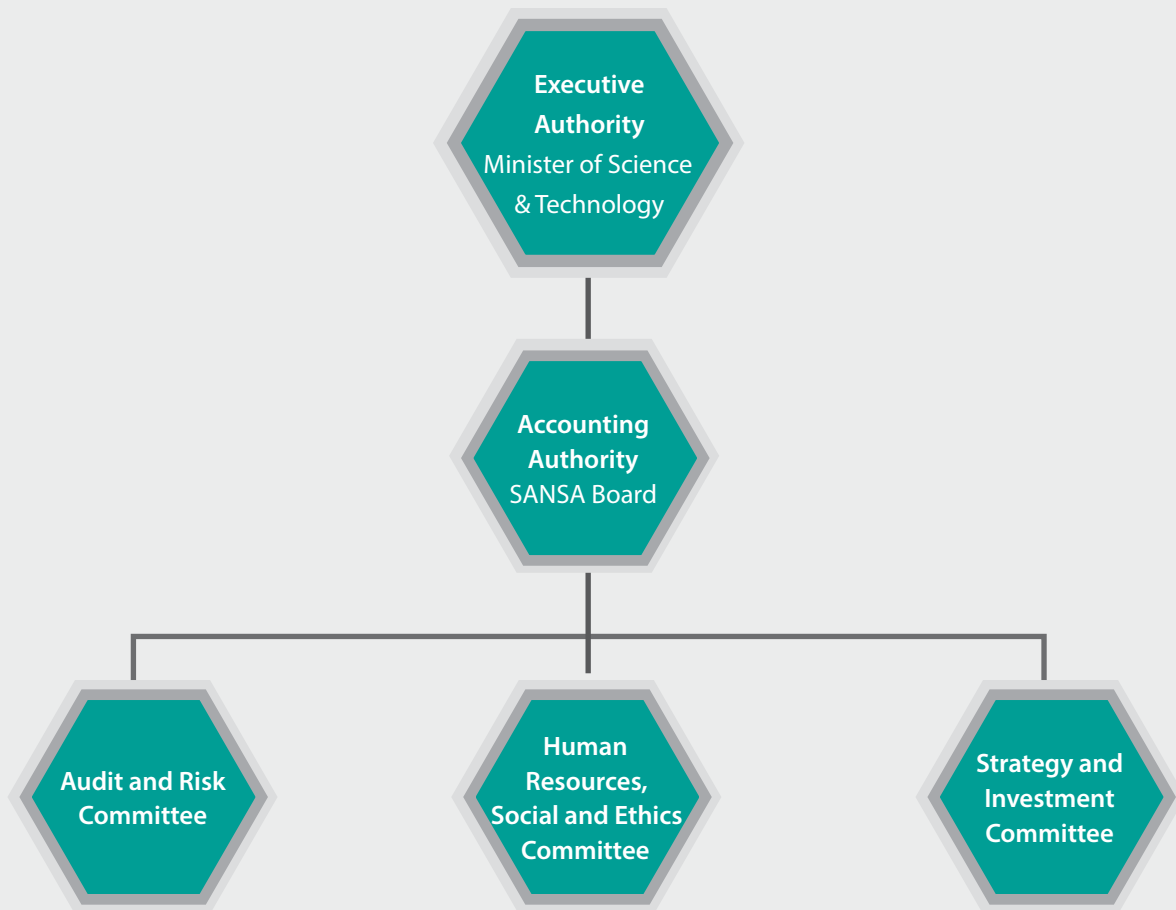 Executive
Authority
Minister of Science
& Technology
Accounting
Authority
SANSA Board
Audit and Risk
Committee
Human
Resources,
Social and Ethics
Committee
Strategy and
Investment
Committee